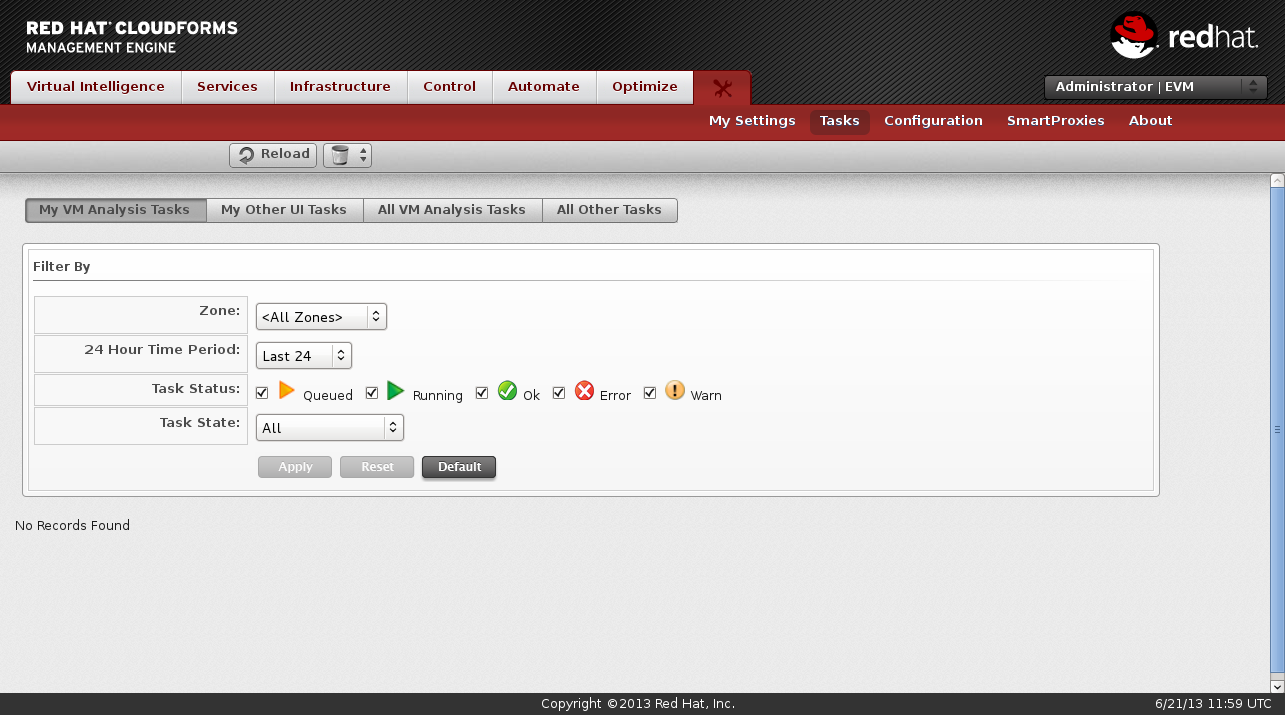 RED HAT CLOUDFORMS
MANAGEMENT ENGINE
redhat.
Virtual Intelligence Services Infrastructure Control Automate Optimize
Administrator | EVM
My Settings Tasks Configuration SmartProxies About
Reload
My VM Analysis Tasks My Other UI Tasks All VM Analysis Tasks All Other Tasks
Filter By
Zone: <All Zones>
24 Hour Time Period: Last 24
Task Status: Queued Running Ok Error Warn
Task State: All
Apply Reset Default
No Records Found
Copyright ©2013 Red Hat, Inc. 6/21/13 11:59 UTC